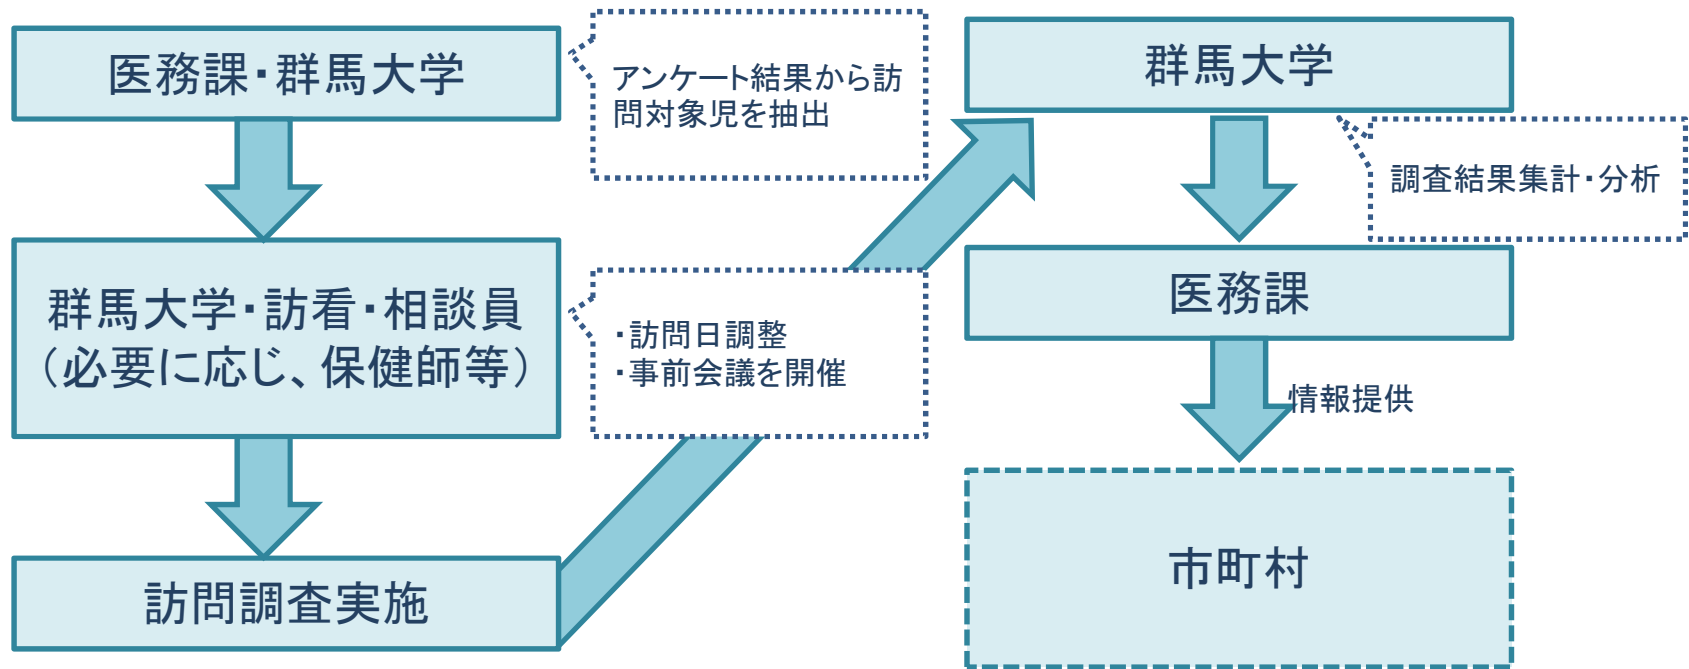 医務課・群馬大学
アンケート結果から訪
問対象児を抽出
群馬大学・訪看・相談員
（必要に応じ、保健師等）
・訪問日調整
・事前会議を開催
訪問調査実施
群馬大学
調査結果集計・分析
医務課
情報提供
市町村